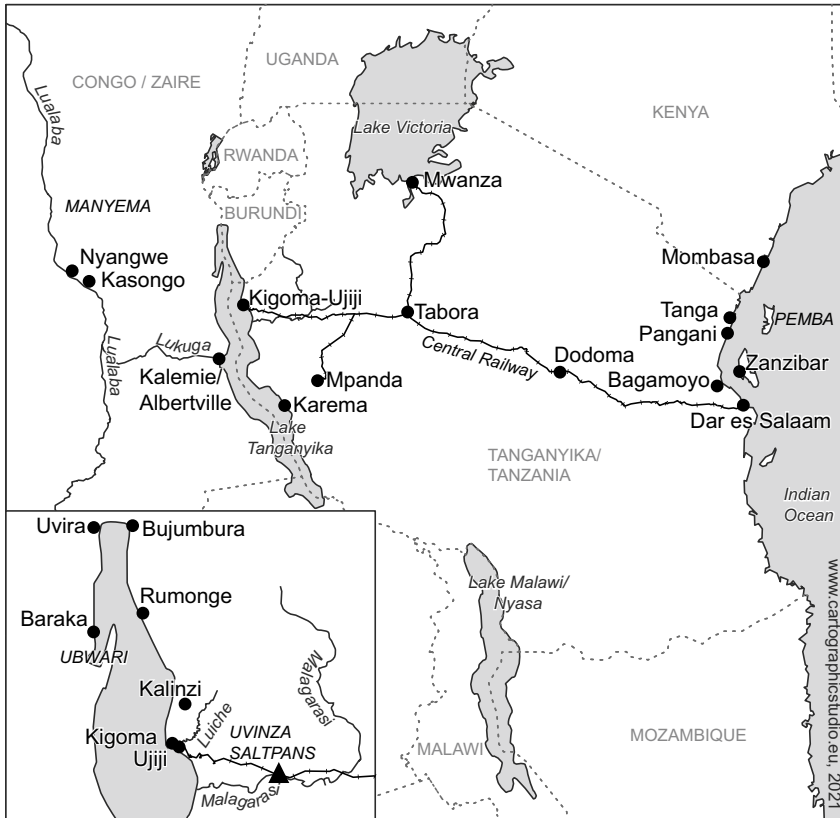 UGANDA
CONGO / ZAIRE
KENYA
Lualaba
Lake Victoria
RWANDA
Mwanza
MANYEMA
BURUNDI
Mombasa
Nyangwe
Kasongo
Kigoma-Ujiji
Tabora
Tanga
PEMBA
Pangani
Lualaba
Lukuga
Central Railway
Dodoma
Zanzibar
Kalemie/
Albertville
Mpanda
Bagamoyo
Karema
Dar es Salaam
Lake
Tanganyika
TANGANYIKA/
TANZANIA
Indian
Ocean
Uvira
Bujumbura
Rumonge
Baraka
UBWARI
Kalinzi
Luiche
Malagarasi
Kigoma
Ujiji
UVINZA
SALTPANS
Malagarasi
Lake Malawi/
Nyasa
MALAWI
MOZAMBIQUE
www.cartographicstudio.eu, 2021